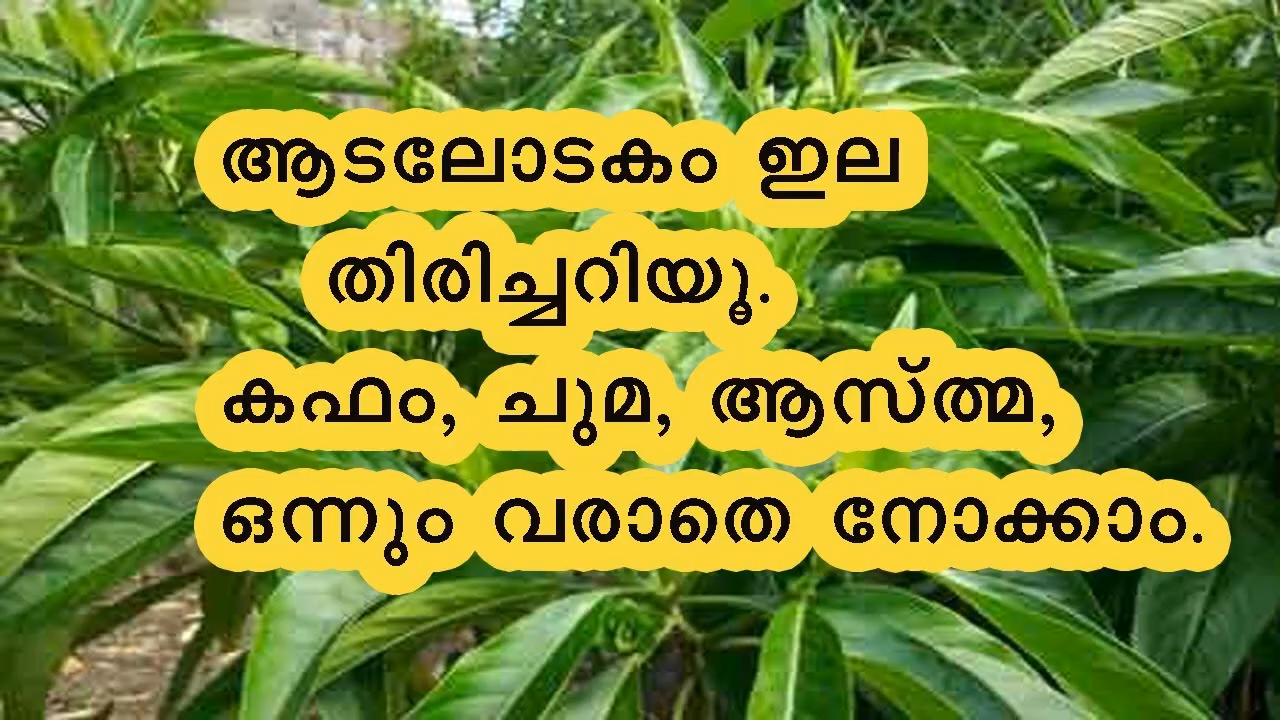 ആടലോടകം ഇല
തിരിച്ചറിയൂ.
കഫം, ചുമ, ആസ്ത്മ,
ഒന്നും വരാതെ നോക്കാം.